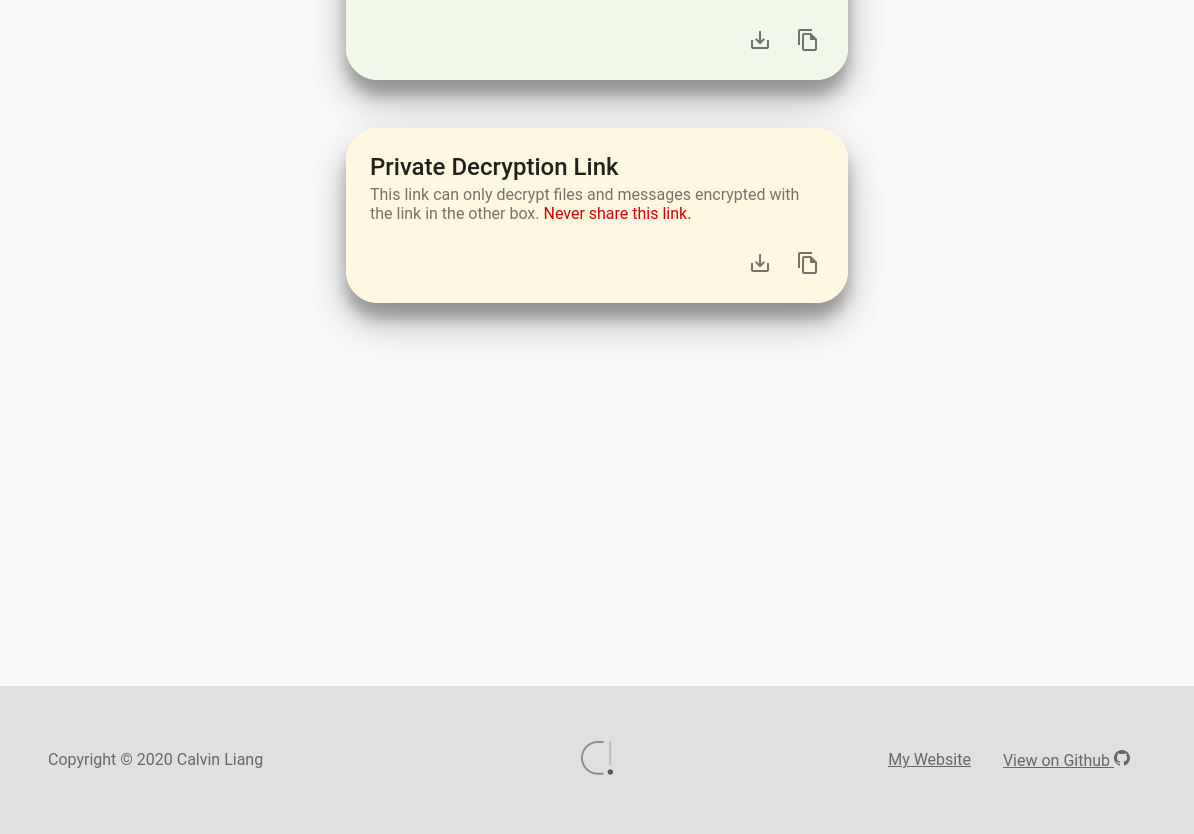 Private Decryption Link
This link can only decrypt files and messages encrypted with
the link in the other box. Never share this link.
Copyright © 2020 Calvin Liang
My Website
View on Github